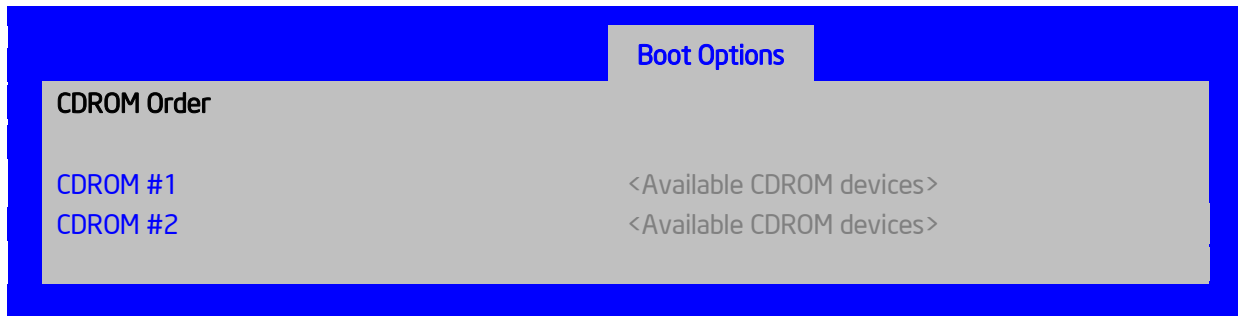 Boot Options
CDROM Order
CDROM #1 <Available CDROM devices>
CDROM #2 <Available CDROM devices>